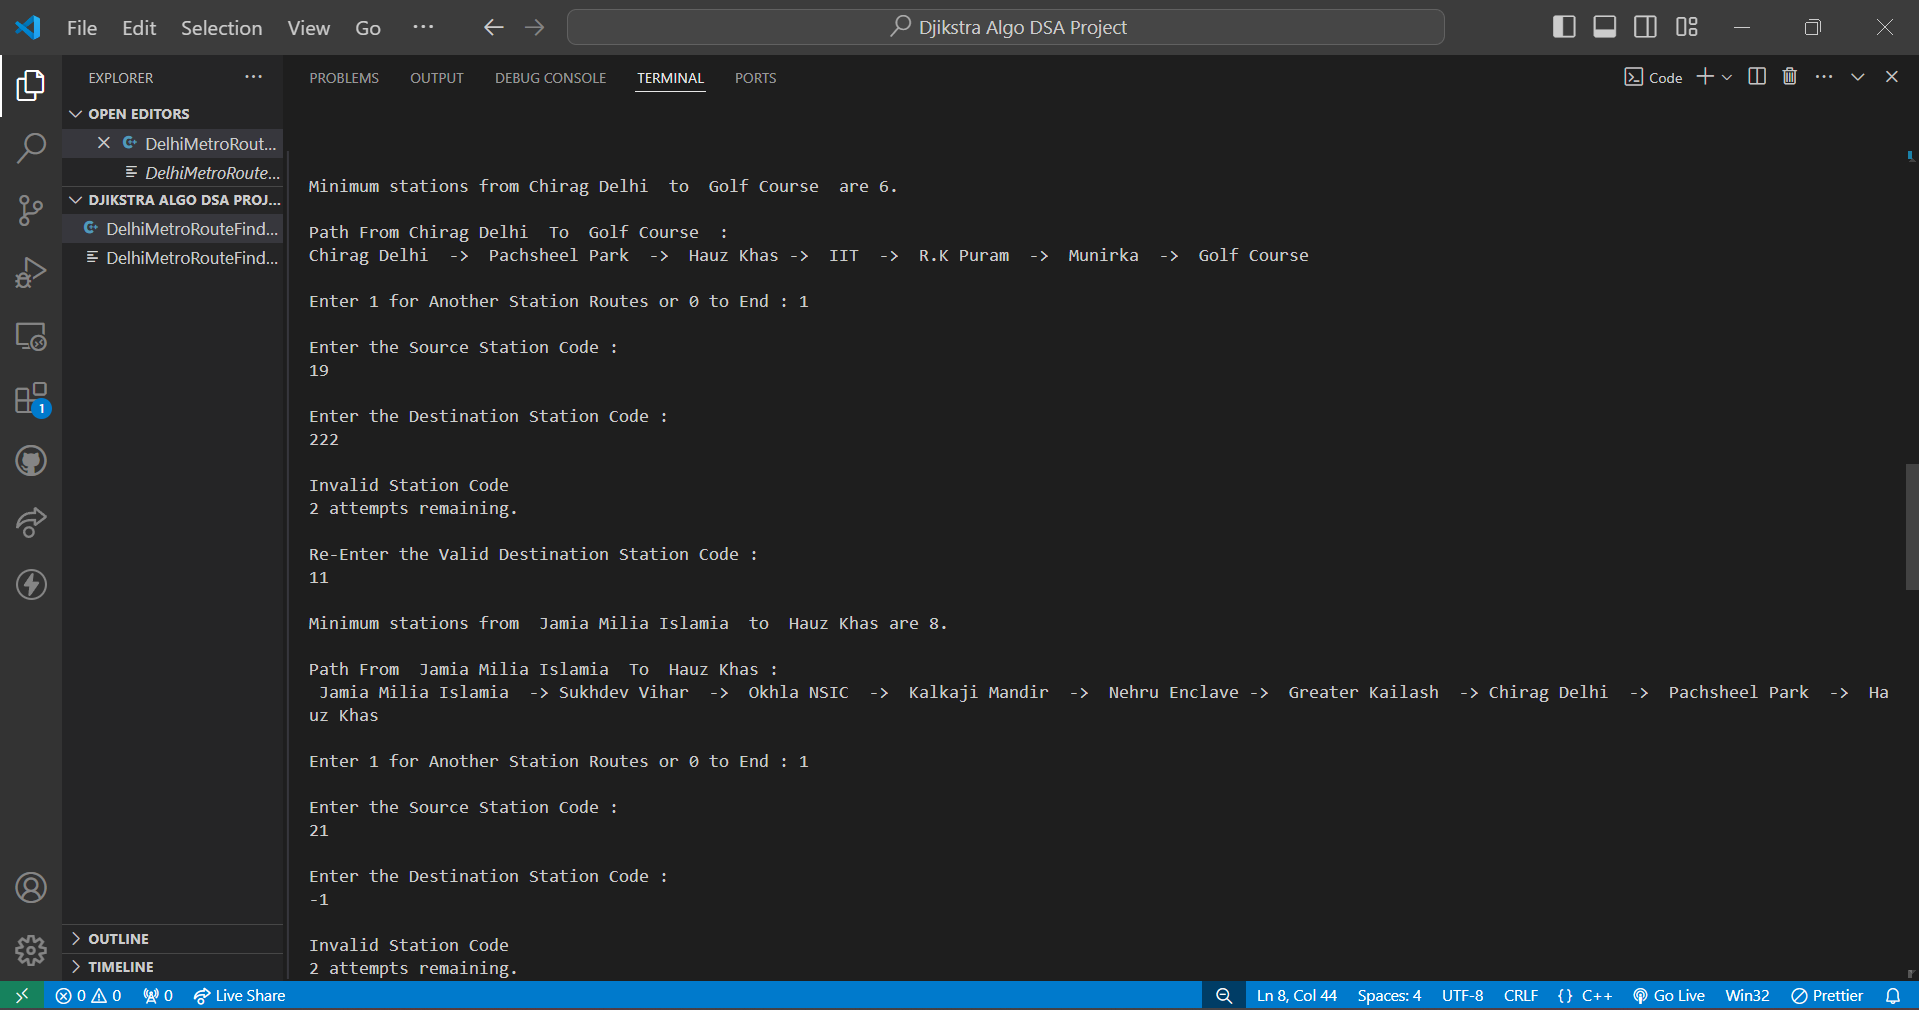 File Edit Selection View Go ··· Djikstra Algo DSA Project
EXPLORER ···
PROBLEMS OUTPUT DEBUG CONSOLE TERMINAL PORTS Code
OPEN EDITORS
DelhiMetroRout...
DelhiMetroRoute...
DJIKSTRA ALGO DSA PROJ...
DelhiMetroRouteFind...
DelhiMetroRouteFind...
1
OUTLINE
TIMELINE
Minimum stations from Chirag Delhi  to  Golf Course  are 6.
Path From Chirag Delhi  To  Golf Course  :
Chirag Delhi  ->  Pachsheel Park  ->  Hauz Khas ->  IIT  ->  R.K Puram  ->  Munirka  ->  Golf Course
Enter 1 for Another Station Routes or 0 to End : 1
Enter the Source Station Code :
19
Enter the Destination Station Code :
222
Invalid Station Code
2 attempts remaining.
Re-Enter the Valid Destination Station Code :
11
Minimum stations from  Jamia Milia Islamia  to  Hauz Khas are 8.
Path From  Jamia Milia Islamia  To  Hauz Khas :
Jamia Milia Islamia  -> Sukhdev Vihar  ->  Okhla NSIC  ->  Kalkaji Mandir  ->  Nehru Enclave ->  Greater Kailash  -> Chirag Delhi  ->  Pachsheel Park  ->  Ha
uz Khas
Enter 1 for Another Station Routes or 0 to End : 1
Enter the Source Station Code :
21
Enter the Destination Station Code :
-1
Invalid Station Code
2 attempts remaining.
0 0 0 Live Share Ln 8, Col 44 Spaces: 4 UTF-8 CRLF {} C++ Go Live Win32 Prettier